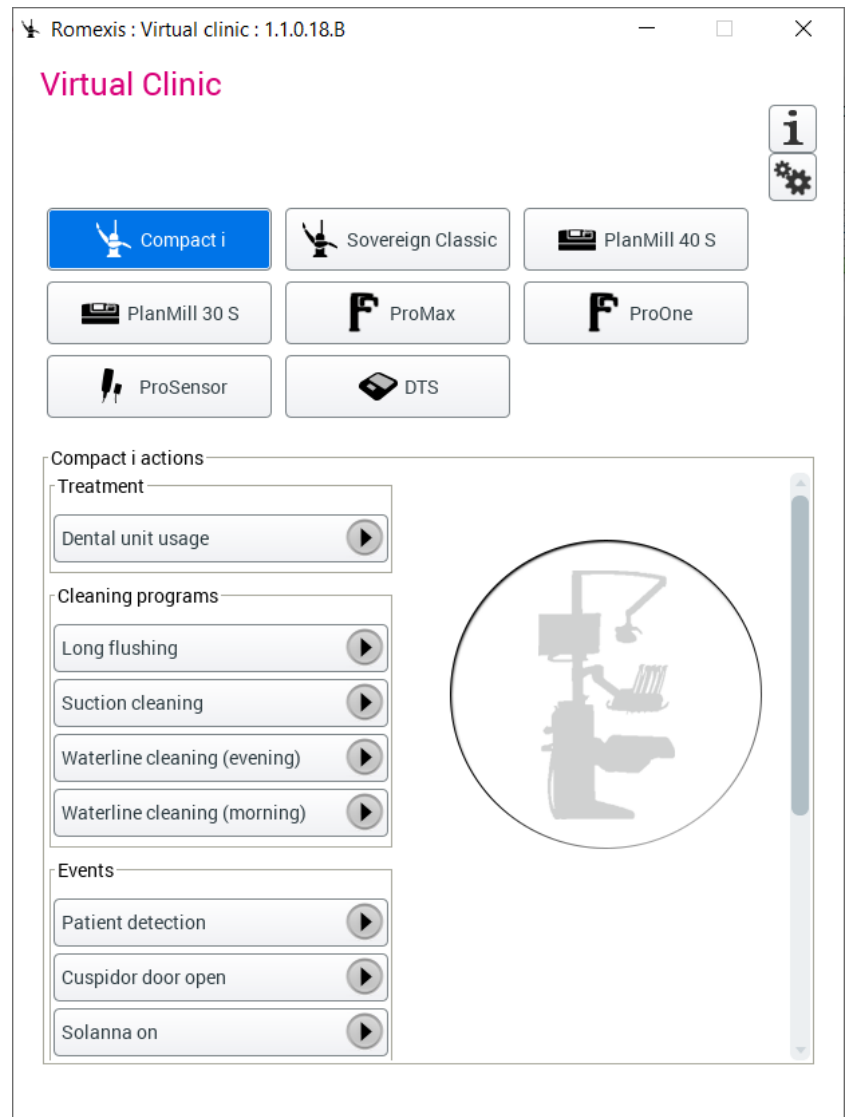 Romexis : Virtual clinic : 1.1.0.18.B
Virtual Clinic
i
Compact i
Sovereign Classic
PlanMill 40 S
PlanMill 30 S
ProMax
ProOne
ProSensor
DTS
Compact i actions
Treatment
Dental unit usage
Cleaning programs
Long flushing
Suction cleaning
Waterline cleaning (evening)
Waterline cleaning (morning)
Events
Patient detection
Cuspidor door open
Solanna on